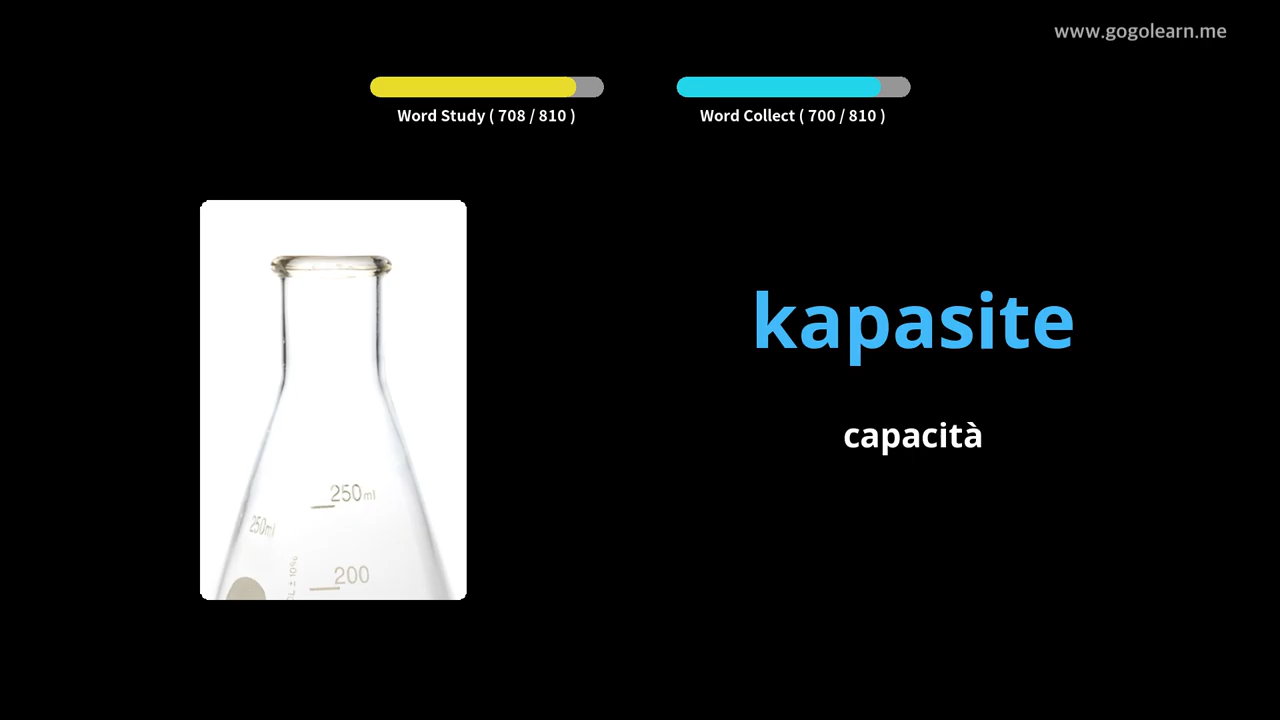 www.gogolearn.me
Word Study ( 708 / 810 )
Word Collect ( 700 / 810 )
kapasite
capacità
250ml
250ml
200